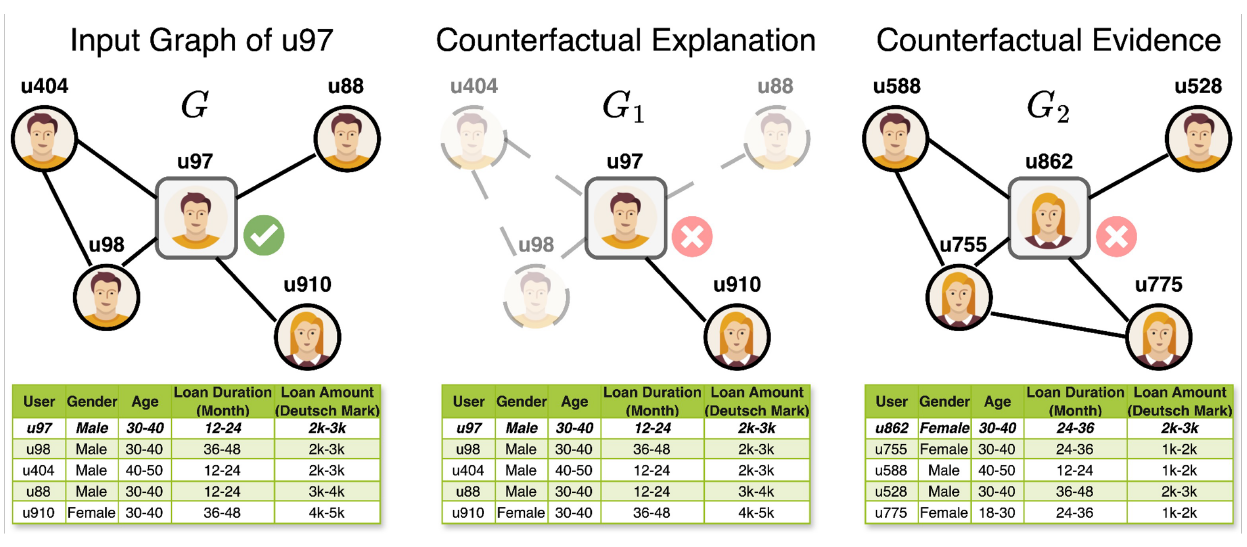 Input Graph of u97
u404
G
u88
u97
u98
u910
User Gender Age Loan Duration (Month) Loan Amount (Deutsch Mark)
u97 Male 30-40 12-24 2k-3k
u98 Male 30-40 36-48 2k-3k
u404 Male 40-50 12-24 2k-3k
u88 Male 30-40 12-24 3k-4k
u910 Female 30-40 36-48 4k-5k
Counterfactual Explanation
u404
G₁
u88
u97
u98
u910
User Gender Age Loan Duration (Month) Loan Amount (Deutsch Mark)
u97 Male 30-40 12-24 2k-3k
u98 Male 30-40 36-48 2k-3k
u404 Male 40-50 12-24 2k-3k
u88 Male 30-40 12-24 3k-4k
u910 Female 30-40 36-48 4k-5k
Counterfactual Evidence
u588
G₂
u528
u862
u755
u775
User Gender Age Loan Duration (Month) Loan Amount (Deutsch Mark)
u862 Female 30-40 24-36 2k-3k
u755 Female 30-40 24-36 1k-2k
u588 Male 40-50 12-24 1k-2k
u528 Male 30-40 36-48 2k-3k
u775 Female 18-30 24-36 1k-2k